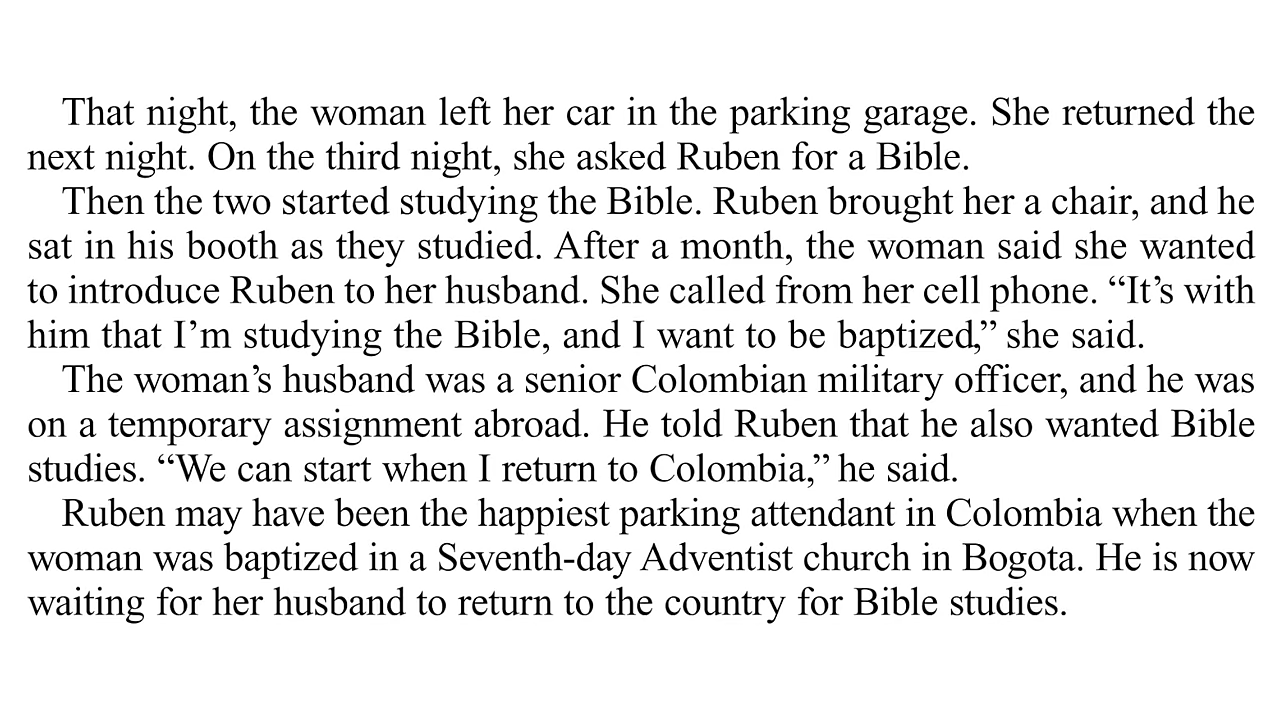 That night, the woman left her car in the parking garage. She returned the
next night. On the third night, she asked Ruben for a Bible.
Then the two started studying the Bible. Ruben brought her a chair, and he
sat in his booth as they studied. After a month, the woman said she wanted
to introduce Ruben to her husband. She called from her cell phone. “It’s with
him that I’m studying the Bible, and I want to be baptized,” she said.
The woman’s husband was a senior Colombian military officer, and he was
on a temporary assignment abroad. He told Ruben that he also wanted Bible
studies. “We can start when I return to Colombia,” he said.
Ruben may have been the happiest parking attendant in Colombia when the
woman was baptized in a Seventh-day Adventist church in Bogota. He is now
waiting for her husband to return to the country for Bible studies.